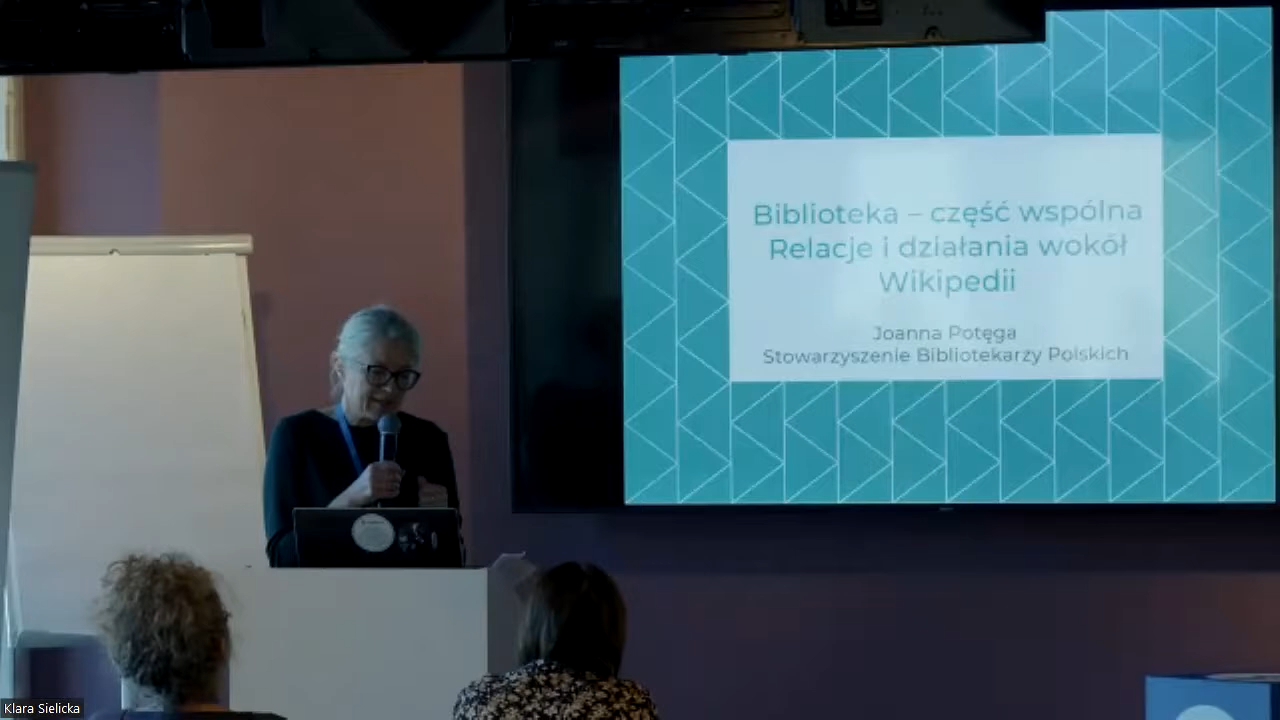 Biblioteka – część wspólna
Relacje i działania wokół
Wikipedii
Joanna Potęga
Stowarzyszenie Bibliotekarzy Polskich
Klara Sielicka